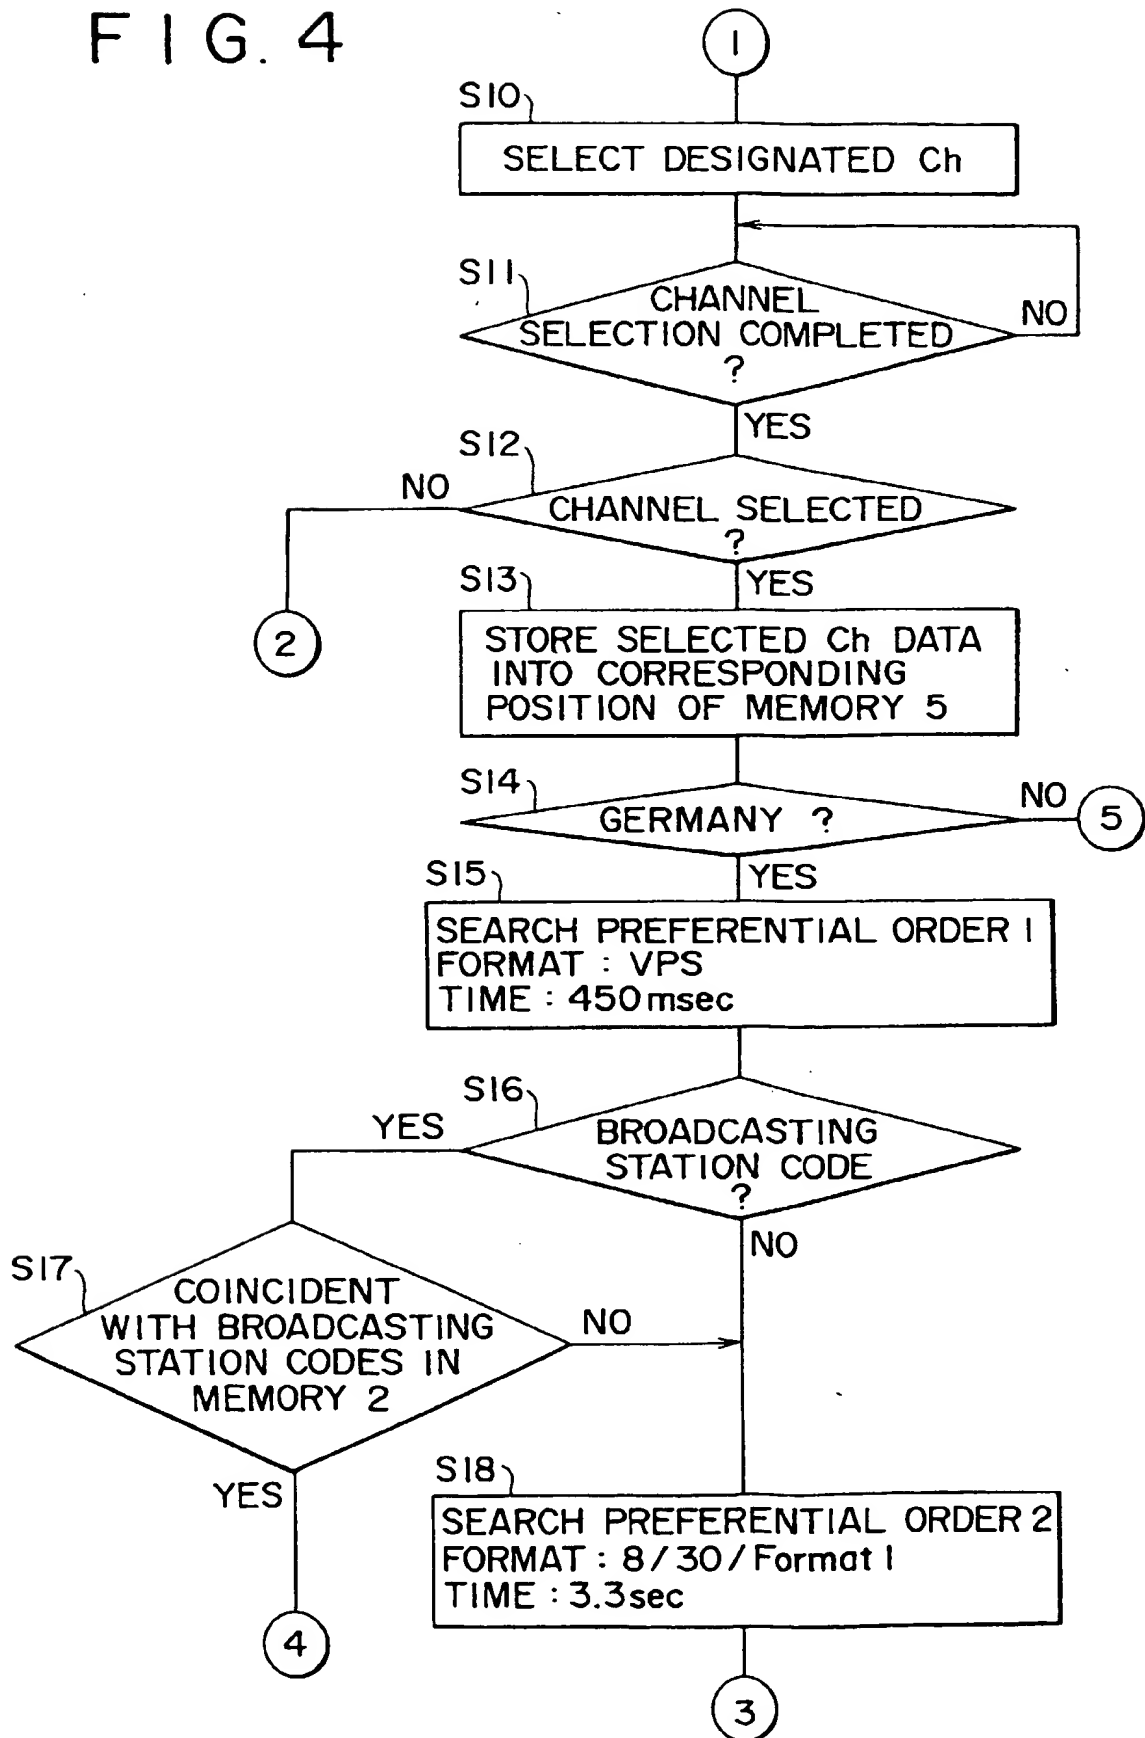 FIG. 4
1
S10
SELECT DESIGNATED Ch
S11
CHANNEL
SELECTION COMPLETED
?
NO
YES
S12
NO
CHANNEL SELECTED
?
YES
2
S13
STORE SELECTED Ch DATA
INTO CORRESPONDING
POSITION OF MEMORY 5
S14
GERMANY ?
NO
5
YES
S15
SEARCH PREFERENTIAL ORDER 1
FORMAT : VPS
TIME : 450msec
S16
YES
BROADCASTING
STATION CODE
?
NO
S17
COINCIDENT
WITH BROADCASTING
STATION CODES IN
MEMORY 2
NO
YES
4
S18
SEARCH PREFERENTIAL ORDER 2
FORMAT : 8/30/Format 1
TIME : 3.3sec
3